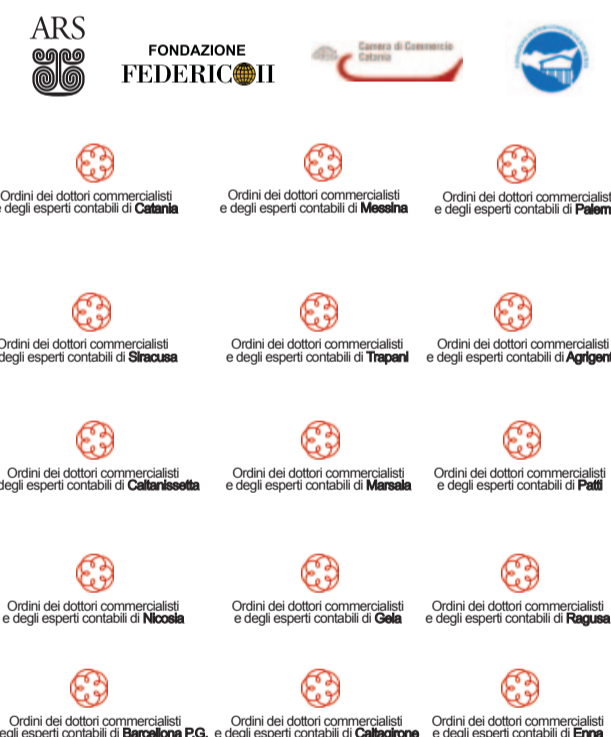 ARS
FONDAZIONE
FEDERICO II
Camera di Commercio
Catania
Ordini dei dottori commercialisti
e degli esperti contabili di Catania
Ordini dei dottori commercialisti
e degli esperti contabili di Messina
Ordini dei dottori commercialist
e degli esperti contabili di Palerm
Ordini dei dottori commercialisti
degli esperti contabili di Siracusa
Ordini dei dottori commercialisti
e degli esperti contabili di Trapani
Ordini dei dottori commercialisti
e degli esperti contabili di Agrigent
Ordini dei dottori commercialisti
degli esperti contabili di Caltanissetta
Ordini dei dottori commercialisti
e degli esperti contabili di Marsala
Ordini dei dottori commercialisti
e degli esperti contabili di Patti
Ordini dei dottori commercialisti
e degli esperti contabili di Nicosia
Ordini dei dottori commercialisti
e degli esperti contabili di Gela
Ordini dei dottori commercialisti
e degli esperti contabili di Ragusa
Ordini dei dottori commercialisti
egli esperti contabili di Barcellona P.G.
Ordini dei dottori commercialisti
e degli esperti contabili di Caltagirone
Ordini dei dottori commercialisti
e degli esperti contabili di Enna